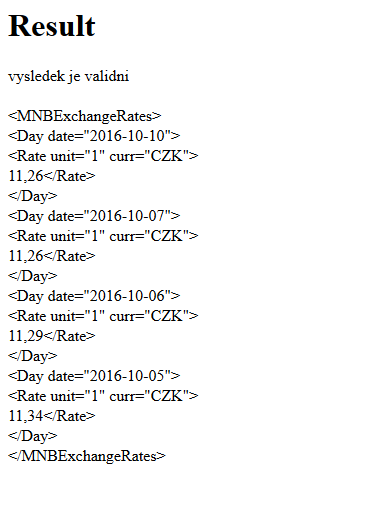 Result
vysledek je validni
<MNBExchangeRates>
<Day date="2016-10-10">
<Rate unit="1" curr="CZK">
11,26</Rate>
</Day>
<Day date="2016-10-07">
<Rate unit="1" curr="CZK">
11,26</Rate>
</Day>
<Day date="2016-10-06">
<Rate unit="1" curr="CZK">
11,29</Rate>
</Day>
<Day date="2016-10-05">
<Rate unit="1" curr="CZK">
11,34</Rate>
</Day>
</MNBExchangeRates>